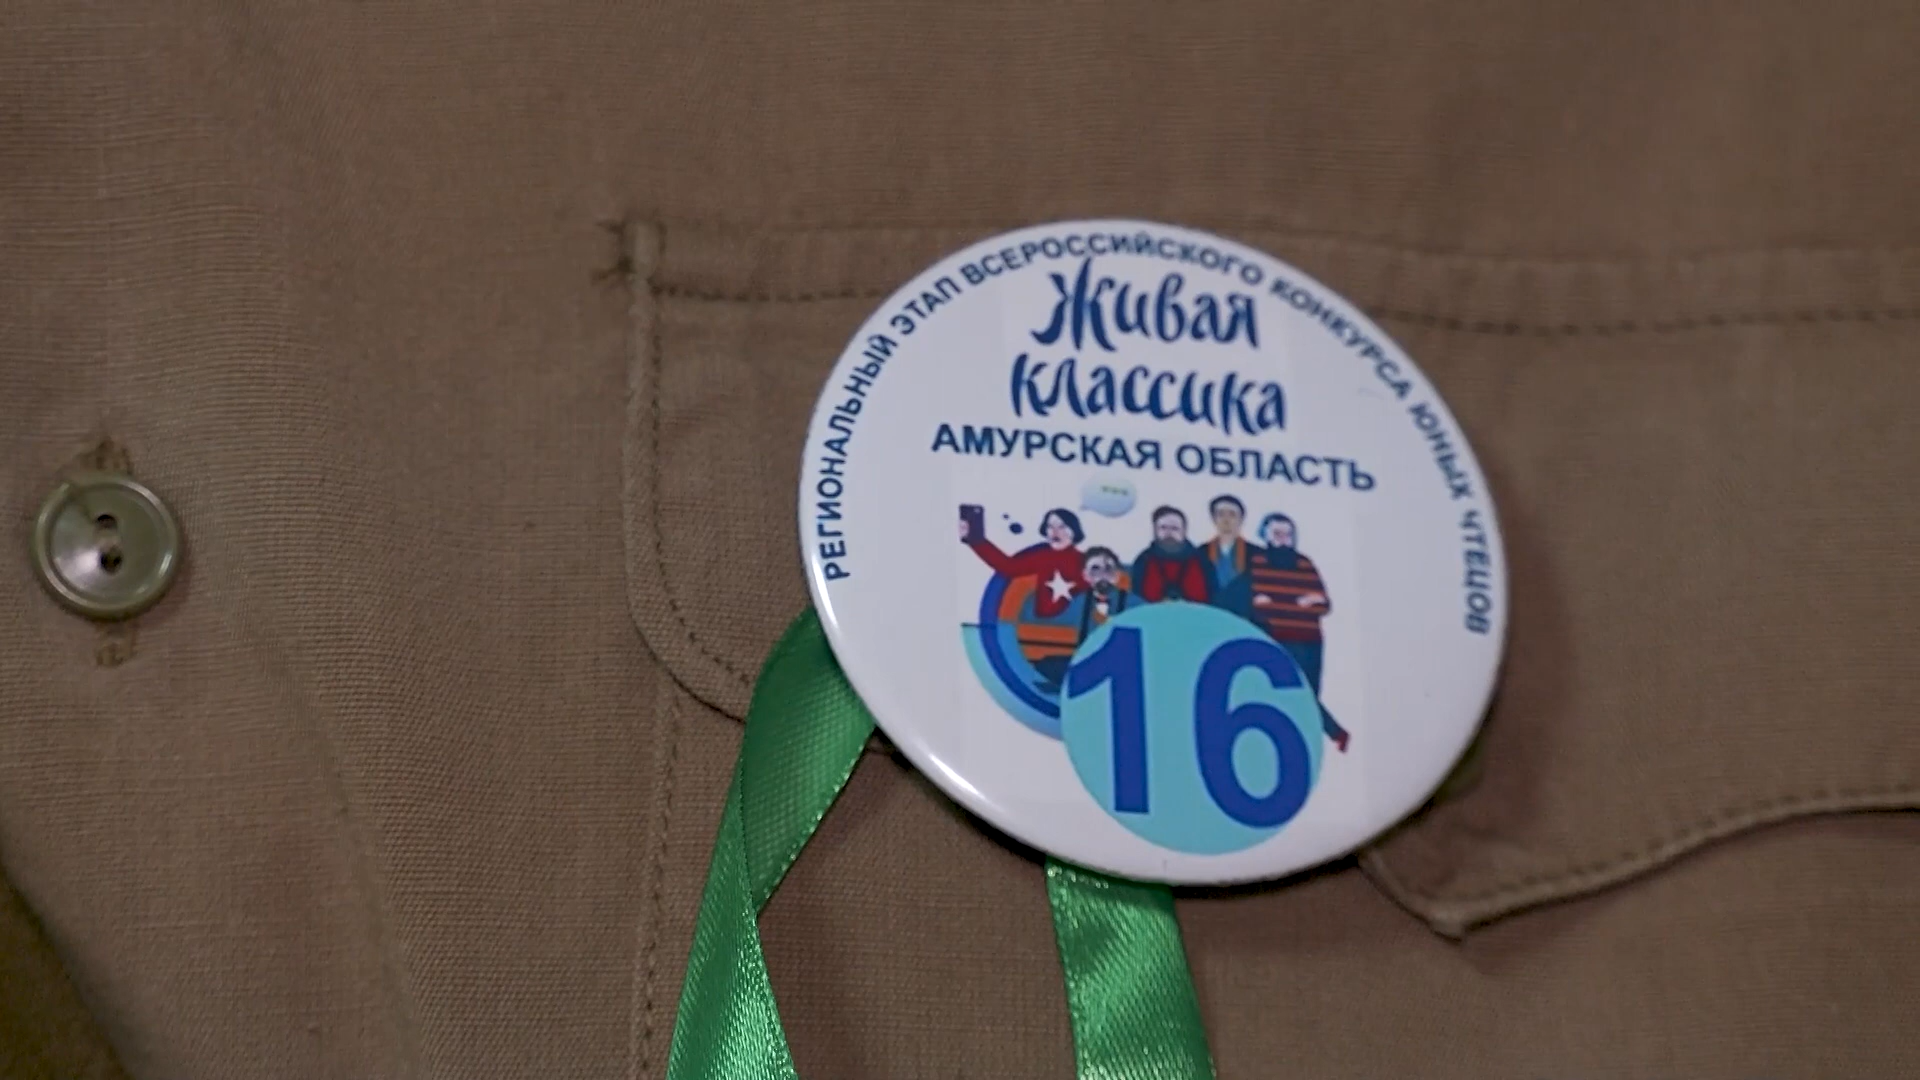 РЕГИОНАЛЬНЫЙ ЭТАП ВСЕРОССИЙСКОГО КОНКУРСА ЮНЫХ ЧТЕЦОВ
Живая
классика
АМУРСКАЯ ОБЛАСТЬ
16